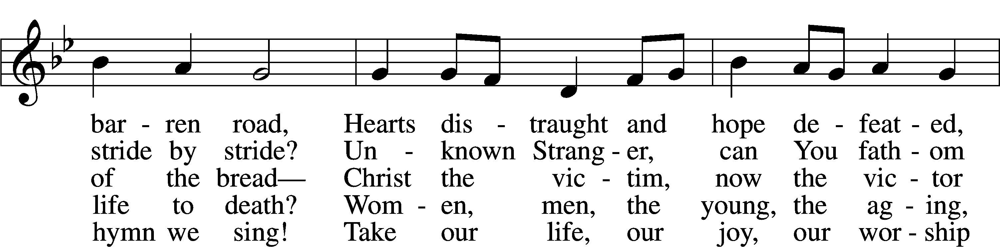 bar - ren road, Hearts dis - traught and hope de - feat - ed,
stride by stride? Un - known Strang - er, can You fath - om
of the bread— Christ the vic - tim, now the vic - tor
life to death? Wom - en, men, the young, the ag - ing,
hymn we sing! Take our life, our joy, our wor - ship